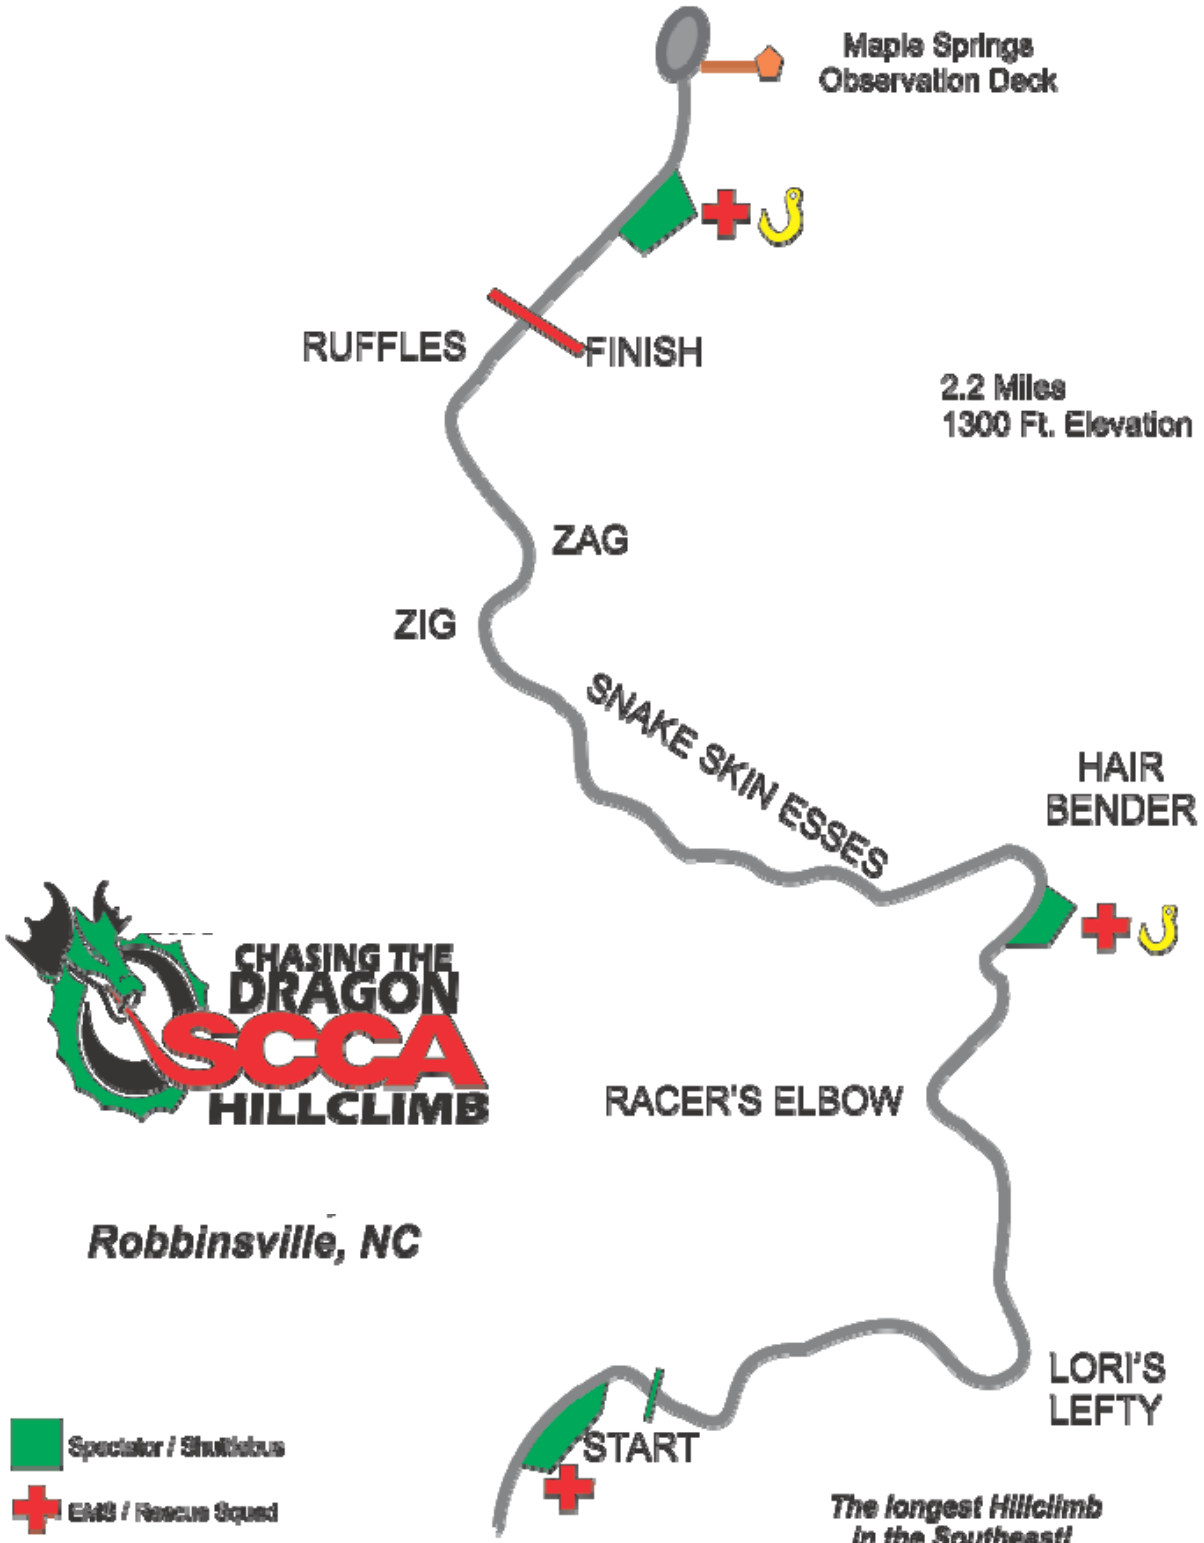 Maple Springs
Observation Deck
RUFFLES
FINISH
2.2 Miles
1300 Ft. Elevation
ZAG
ZIG
SNAKE SKIN ESSES
HAIR
BENDER
CHASING THE
DRAGON
SCCA
HILLCLIMB
RACER'S ELBOW
Robbinsville, NC
LORI'S
LEFTY
START
Spectator / Shuttlebus
EMS / Rescue Squad
The longest Hillclimb
in the Southeast!